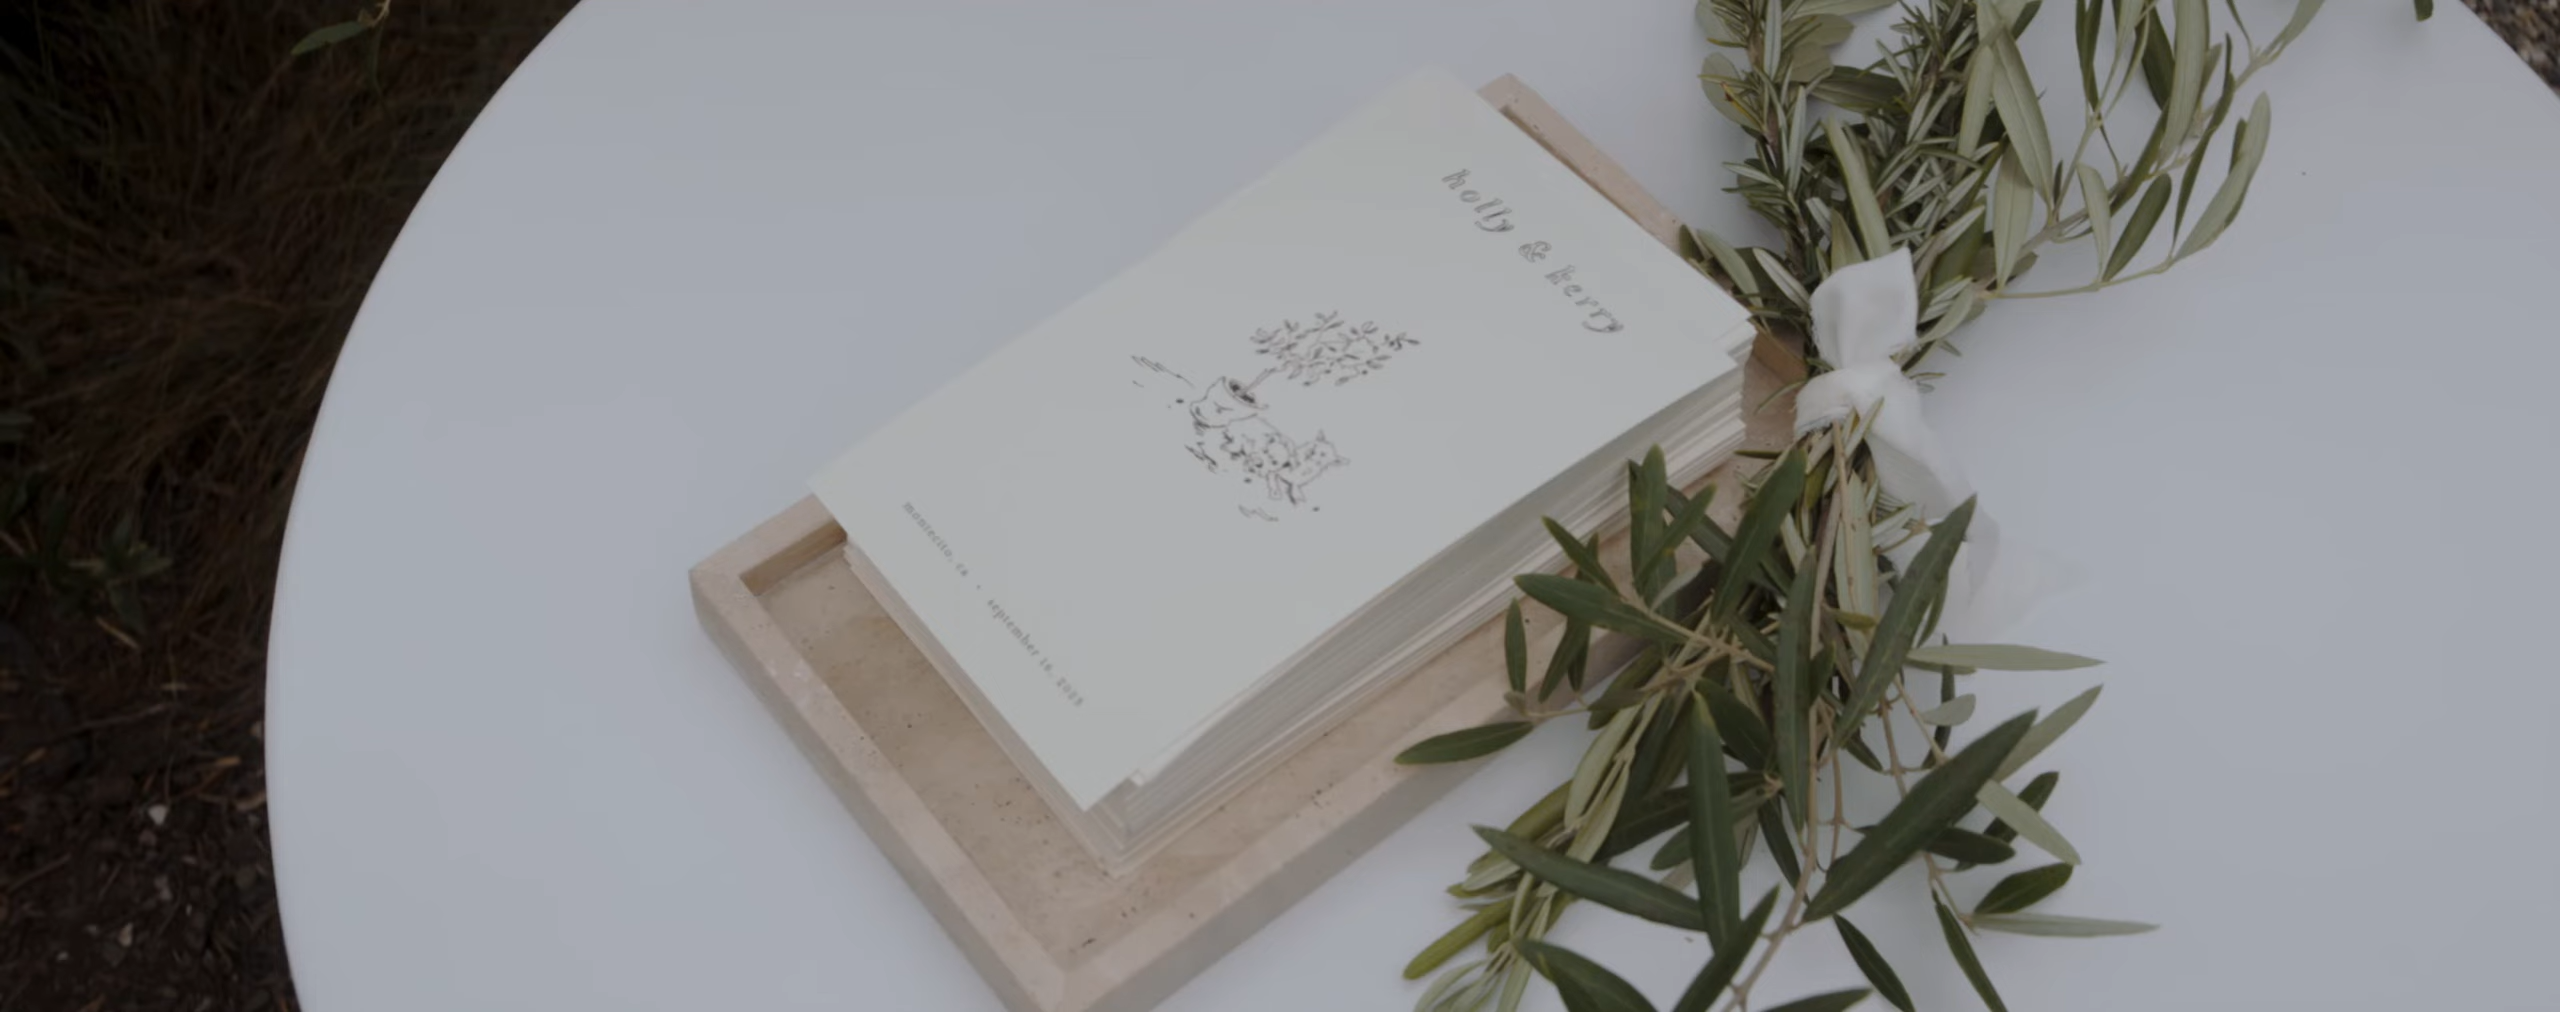 holly & kerry
montecito, ca • september 16, 2023